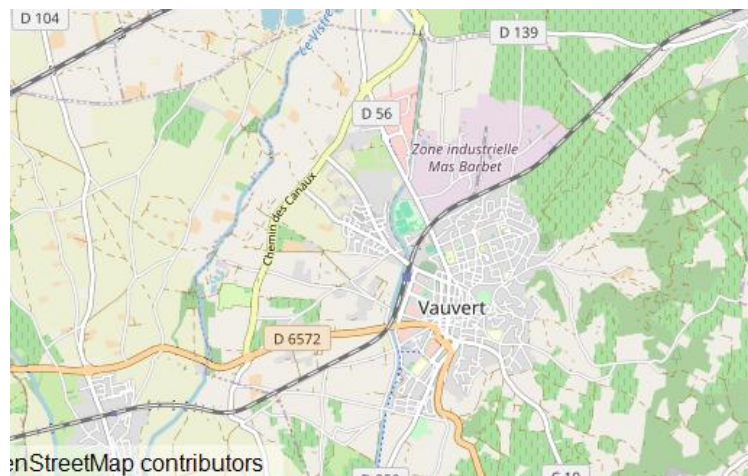 D 104
Le Vistre
D 139
D 56
Zone industrielle
Mas Barbet
Chemin des Canaux
Vauvert
D 6572
enStreetMap contributors